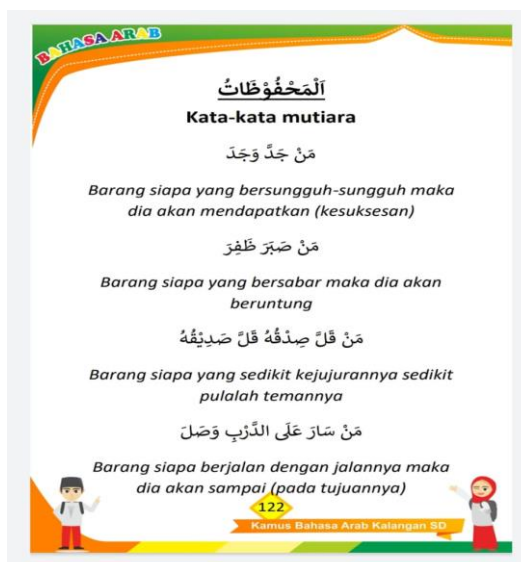 BAHASA ARAB
اَلْمَحْفُوْظَاتُ
Kata-kata mutiara
مَنْ جَدَّ وَجَدَ
Barang siapa yang bersungguh-sungguh maka
dia akan mendapatkan (kesuksesan)
مَنْ صَبَرَ ظَفِرَ
Barang siapa yang bersabar maka dia akan
beruntung
مَنْ قَلَّ صِدْقُهُ قَلَّ صَدِيْقُهُ
Barang siapa yang sedikit kejujurannya sedikit
pulalah temannya
مَنْ سَارَ عَلَى الدَّرْبِ وَصَلَ
Barang siapa berjalan dengan jalannya maka
dia akan sampai (pada tujuannya)
122
Kamus Bahasa Arab Kalangan SD